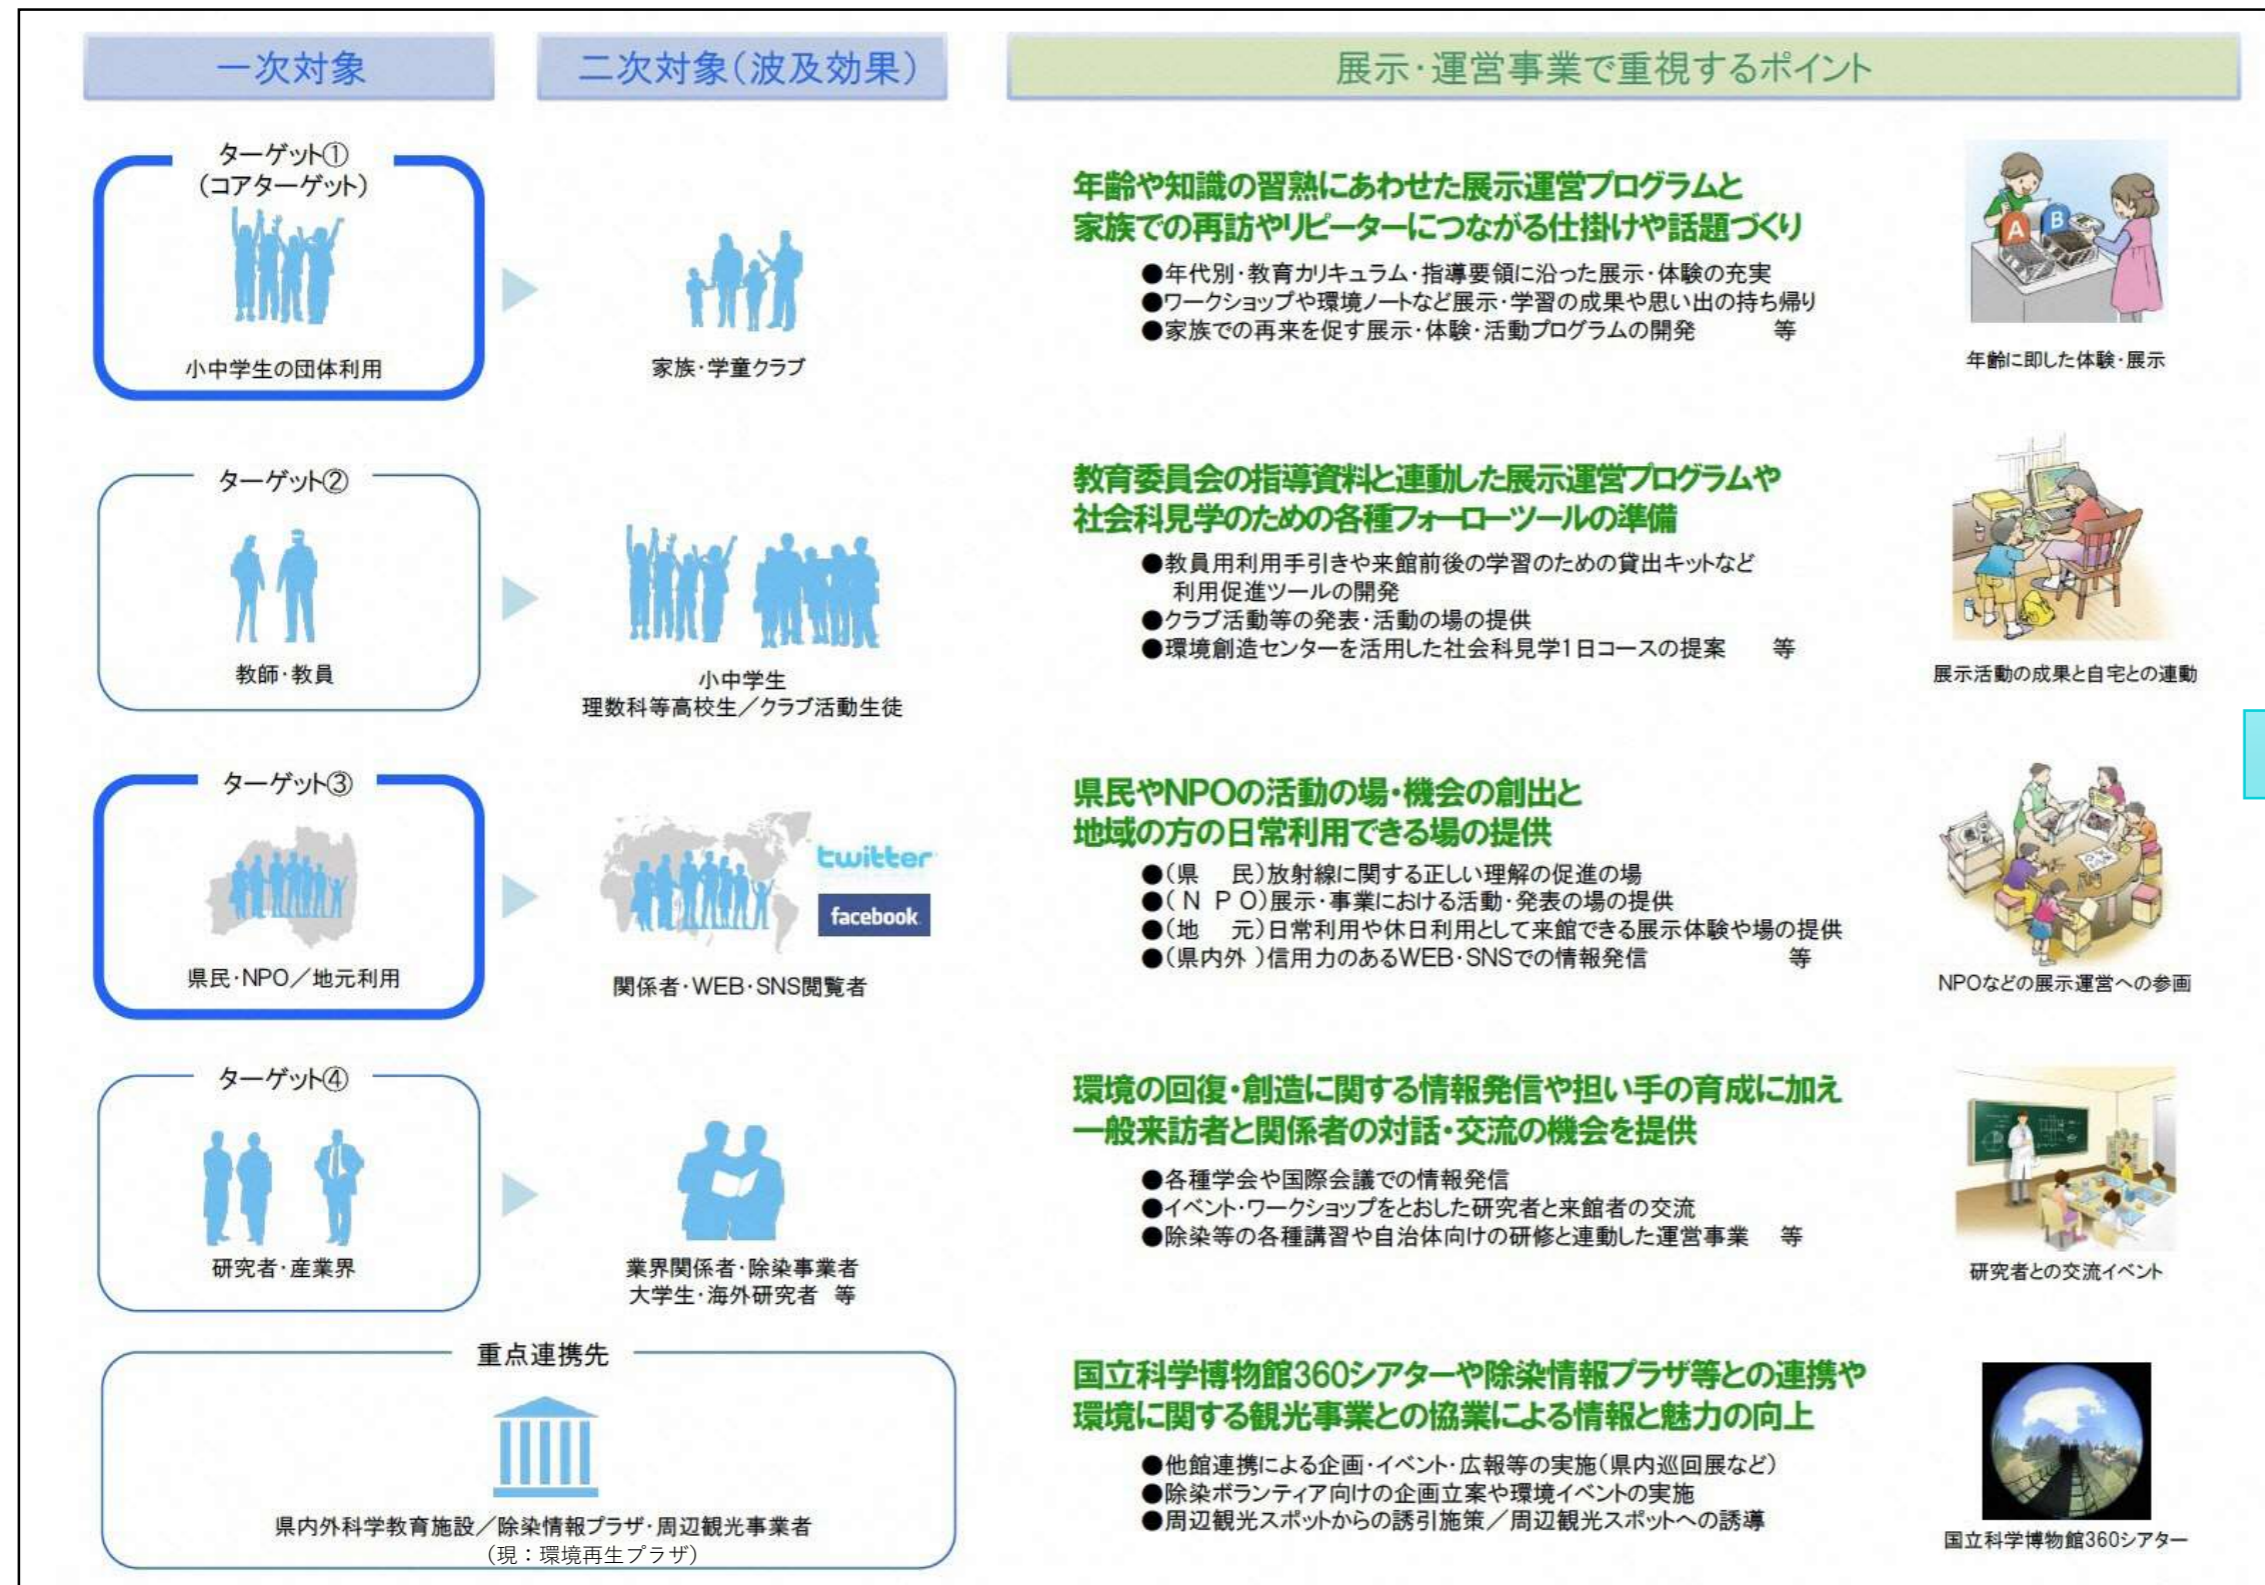 一次対象
二次対象(波及効果)
展示・運営事業で重視するポイント
ターゲット①
(コアターゲット)
小中学生の団体利用
家族・学童クラブ
年齢や知識の習熟にあわせた展示運営プログラムと
家族での再訪やリピーターにつながる仕掛けや話題づくり
●年代別・教育カリキュラム・指導要領に沿った展示・体験の充実
●ワークショップや環境ノートなど展示・学習の成果や思い出の持ち帰り
●家族での再来を促す展示・体験・活動プログラムの開発 等
A
B
年齢に即した体験・展示
ターゲット②
教師・教員
小中学生
理数科等高校生／クラブ活動生徒
教育委員会の指導資料と連動した展示運営プログラムや
社会科見学のための各種フォーローツールの準備
●教員用利用手引きや来館前後の学習のための貸出キットなど
利用促進ツールの開発
●クラブ活動等の発表・活動の場の提供
●環境創造センターを活用した社会科見学1日コースの提案 等
展示活動の成果と自宅との連動
ターゲット③
県民・NPO／地元利用
twitter
facebook
関係者・WEB・SNS閲覧者
県民やNPOの活動の場・機会の創出と
地域の方の日常利用できる場の提供
●(県　民)放射線に関する正しい理解の促進の場
●(N P O)展示・事業における活動・発表の場の提供
●(地　元)日常利用や休日利用として来館できる展示体験や場の提供
●(県内外)信用力のあるWEB・SNSでの情報発信 等
NPOなどの展示運営への参画
ターゲット④
研究者・産業界
業界関係者・除染事業者
大学生・海外研究者 等
環境の回復・創造に関する情報発信や担い手の育成に加え
一般来訪者と関係者の対話・交流の機会を提供
●各種学会や国際会議での情報発信
●イベント・ワークショップをとおした研究者と来館者の交流
●除染等の各種講習や自治体向けの研修と連動した運営事業 等
研究者との交流イベント
重点連携先
県内外科学教育施設／除染情報プラザ・周辺観光事業者
(現：環境再生プラザ)
国立科学博物館360シアターや除染情報プラザ等との連携や
環境に関する観光事業との協業による情報と魅力の向上
●他館連携による企画・イベント・広報等の実施(県内巡回展など)
●除染ボランティア向けの企画立案や環境イベントの実施
●周辺観光スポットからの誘引施策／周辺観光スポットへの誘導
国立科学博物館360シアター